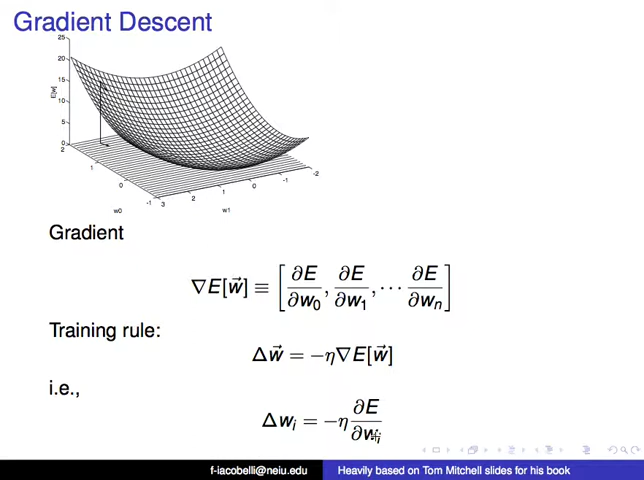 Gradient Descent
25
20
15
10
5
0
E[w]
2
1
0
-1
w0
3
2
1
0
-1
-2
w1
Gradient
∇E[w⃗] ≡ [∂E/∂w₀, ∂E/∂w₁, ⋯ ∂E/∂wₙ]
Training rule:
Δw⃗ = −η∇E[w⃗]
i.e.,
Δwᵢ = −η ∂E/∂wᵢ
f-iacobelli@neiu.edu
Heavily based on Tom Mitchell slides for his book